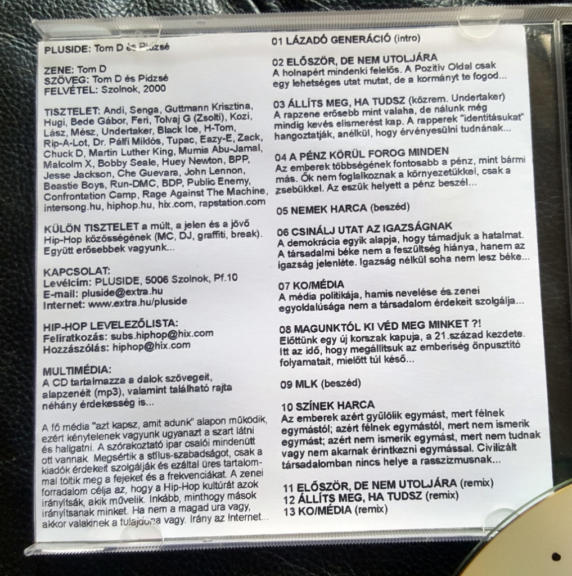 PLUSIDE: Tom D és Pidzsé
ZENE: Tom D
SZÖVEG: Tom D és Pidzsé
FELVÉTEL: Szolnok, 2000
TISZTELET: Andi, Senga, Guttmann Krisztina,
Hugi, Bede Gábor, Feri, Tolvaj G (Zsolti), Kozi,
Lász, Mész, Undertaker, Black Ice, H-Tom,
Rip-A-Lot, Dr. Pálfi Miklós, Tupac, Eazy-E, Zack,
Chuck D, Martin Luther King, Mumia Abu-Jamal,
Malcolm X, Bobby Seale, Huey Newton, BPP,
Jesse Jackson, Che Guevara, John Lennon,
Beastie Boys, Run-DMC, BDP, Public Enemy,
Confrontation Camp, Rage Against The Machine,
intersong.hu, hiphop.hu, hix.com, rapstation.com
KÜLÖN TISZTELET a múlt, a jelen és a jövő
Hip-Hop közösségének (MC, DJ, graffiti, break).
Együtt erősebbek vagyunk...
KAPCSOLAT:
Levélcím: PLUSIDE, 5006 Szolnok, Pf.10
E-mail: pluside@extra.hu
Internet: www.extra.hu/pluside
HIP-HOP LEVELEZŐLISTA:
Feliratkozás: subs.hiphop@hix.com
Hozzászólás: hiphop@hix.com
MULTIMÉDIA:
A CD tartalmazza a dalok szövegeit,
alapzenéit (mp3), valamint található rajta
néhány érdekesség is...
A fő média "azt kapsz, amit adunk" alapon működik,
ezért kénytelenek vagyunk ugyanazt a szart látni
és hallgatni. A szórakoztató ipar csalói mindenütt
ott vannak. Megsértik a stílus-szabadságot, csak a
kiadók érdekeit szolgálják és ezáltal üres tartalom-
mal töltik meg a fejeket és a frekvenciákat. A zenei
forradalom célja az, hogy a Hip-Hop kultúrát azok
irányítsák, akik művelik. Inkább, minthogy mások
irányítsanak minket. Ha nem a magad ura vagy,
akkor valakinek a tulajdona vagy. Irány az Internet...
01 LÁZADÓ GENERÁCIÓ (intro)
02 ELŐSZÖR, DE NEM UTOLJÁRA
A holnapért mindenki felelős. A Pozitív Oldal csak
egy lehetséges utat mutat, de a kormányt te fogod...
03 ÁLLÍTS MEG, HA TUDSZ (közrem. Undertaker)
A rapzene erősebb mint valaha, de nálunk még
mindig kevés elismerést kap. A rapperek "identitásukat"
hangoztatják, anélkül, hogy érvényesülni tudnának...
04 A PÉNZ KÖRÜL FOROG MINDEN
Az emberek többségének fontosabb a pénz, mint bármi
más. Ők nem foglalkoznak a környezetükkel, csak a
zsebükkel. Az eszük helyett a pénz beszél...
05 NEMEK HARCA (beszéd)
06 CSINÁLJ UTAT AZ IGAZSÁGNAK
A demokrácia egyik alapja, hogy támadjuk a hatalmat.
A társadalmi béke nem a feszültség hiánya, hanem az
igazság jelenléte. Igazság nélkül soha nem lesz béke...
07 KO/MÉDIA
A média politikája, hamis nevelése és zenei
egyoldalúsága nem a társadalom érdekeit szolgálja...
08 MAGUNKTÓL KI VÉD MEG MINKET ?!
Előttünk egy új korszak kapuja, a 21.század kezdete.
Itt az idő, hogy megállítsuk az emberiség önpusztító
folyamatait, mielőtt túl késő...
09 MLK (beszéd)
10 SZÍNEK HARCA
Az emberek azért gyűlölik egymást, mert félnek
egymástól; azért félnek egymástól, mert nem ismerik
egymást; azért nem ismerik egymást, mert nem tudnak
vagy nem akarnak érintkezni egymással. Civilizált
társadalomban nincs helye a rasszizmusnak...
11 ELŐSZÖR, DE NEM UTOLJÁRA (remix)
12 ÁLLÍTS MEG, HA TUDSZ (remix)
13 KO/MÉDIA (remix)